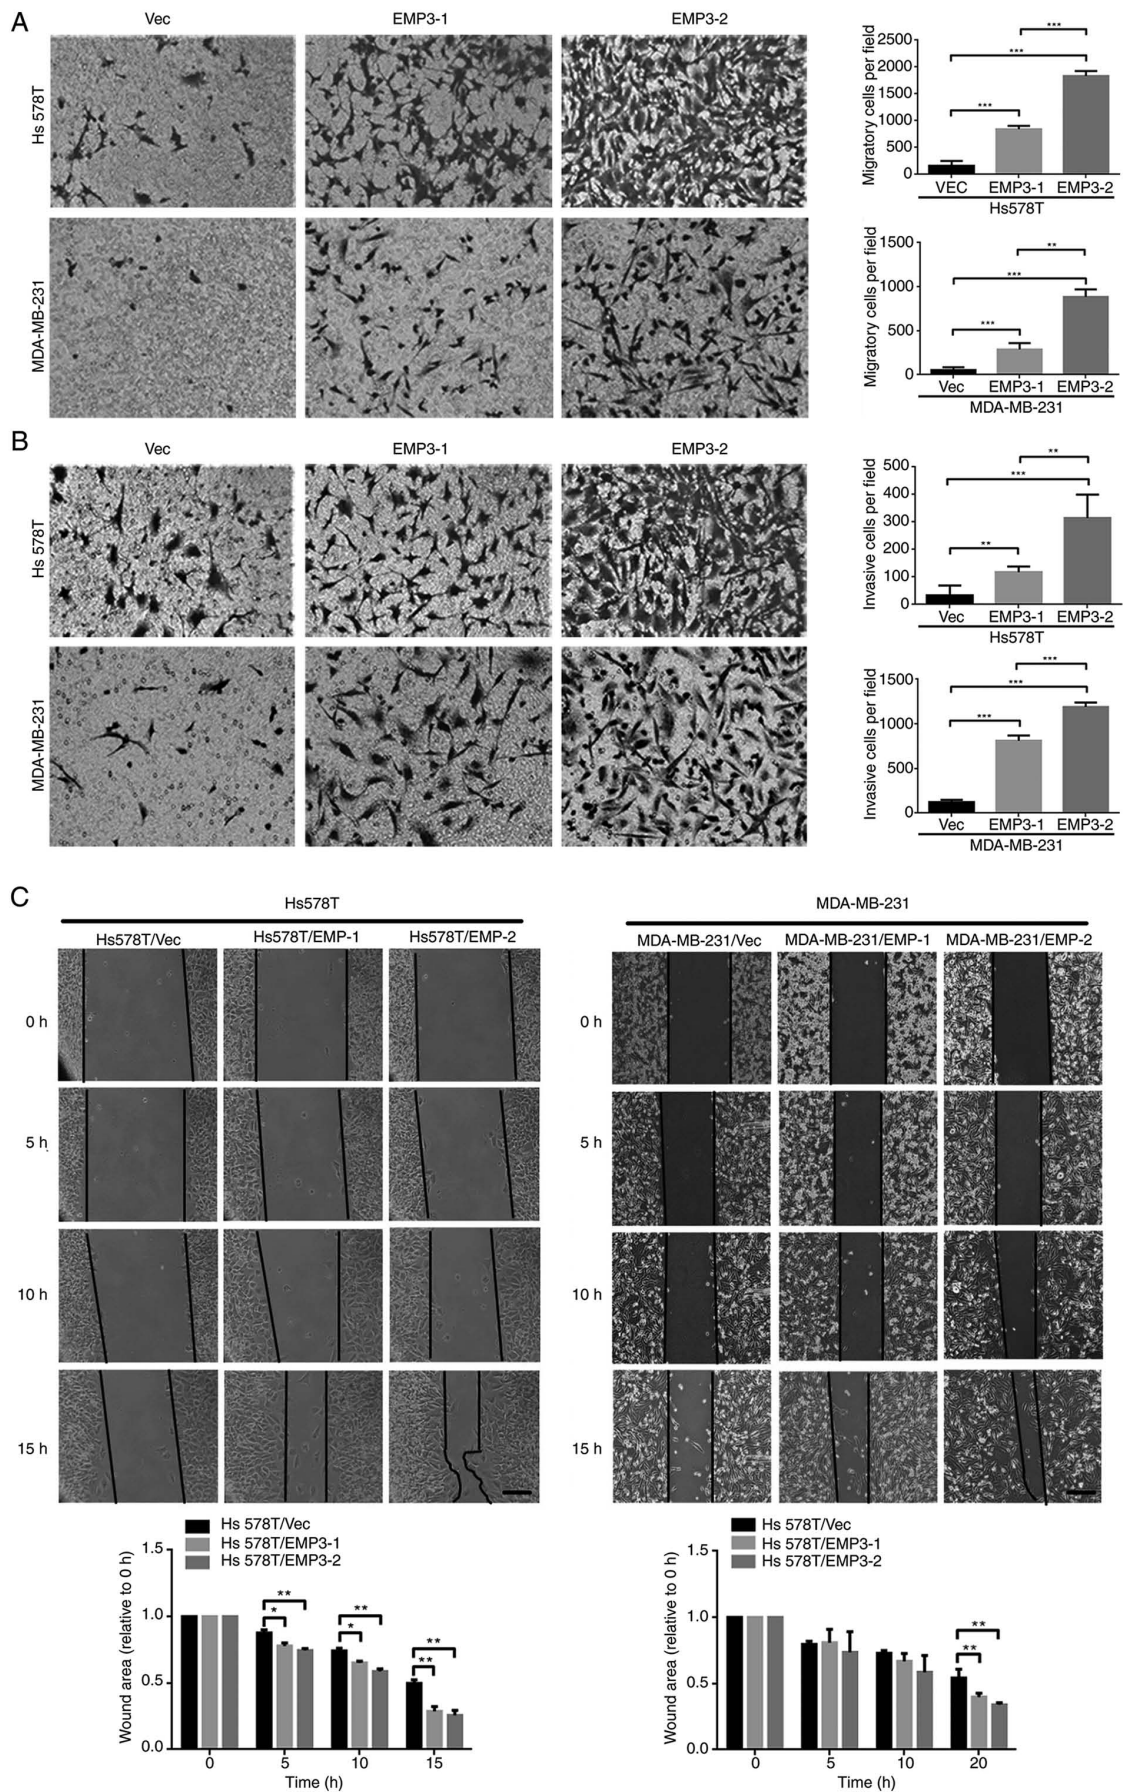 A
Vec EMP3-1 EMP3-2
Hs 578T
MDA-MB-231
Migratory cells per field
2500
2000
1500
1000
500
0
***
***
***
VEC EMP3-1 EMP3-2
Hs578T
Migratory cells per field
1500
1000
500
0
**
***
***
Vec EMP3-1 EMP3-2
MDA-MB-231
B
Vec EMP3-1 EMP3-2
Hs 578T
MDA-MB-231
Invasive cells per field
500
400
300
200
100
0
**
***
**
Vec EMP3-1 EMP3-2
Hs578T
Invasive cells per field
1500
1000
500
0
***
***
***
Vec EMP3-1 EMP3-2
MDA-MB-231
C
Hs578T
Hs578T/Vec Hs578T/EMP-1 Hs578T/EMP-2
0 h
5 h
10 h
15 h
MDA-MB-231
MDA-MB-231/Vec MDA-MB-231/EMP-1 MDA-MB-231/EMP-2
0 h
5 h
10 h
15 h
Hs 578T/Vec
Hs 578T/EMP3-1
Hs 578T/EMP3-2
Wound area (relative to 0 h)
1.5
1.0
0.5
0.0
**
*
**
*
**
**
0 5 10 15
Time (h)
Hs 578T/Vec
Hs 578T/EMP3-1
Hs 578T/EMP3-2
Wound area (relative to 0 h)
1.5
1.0
0.5
0.0
**
**
0 5 10 20
Time (h)